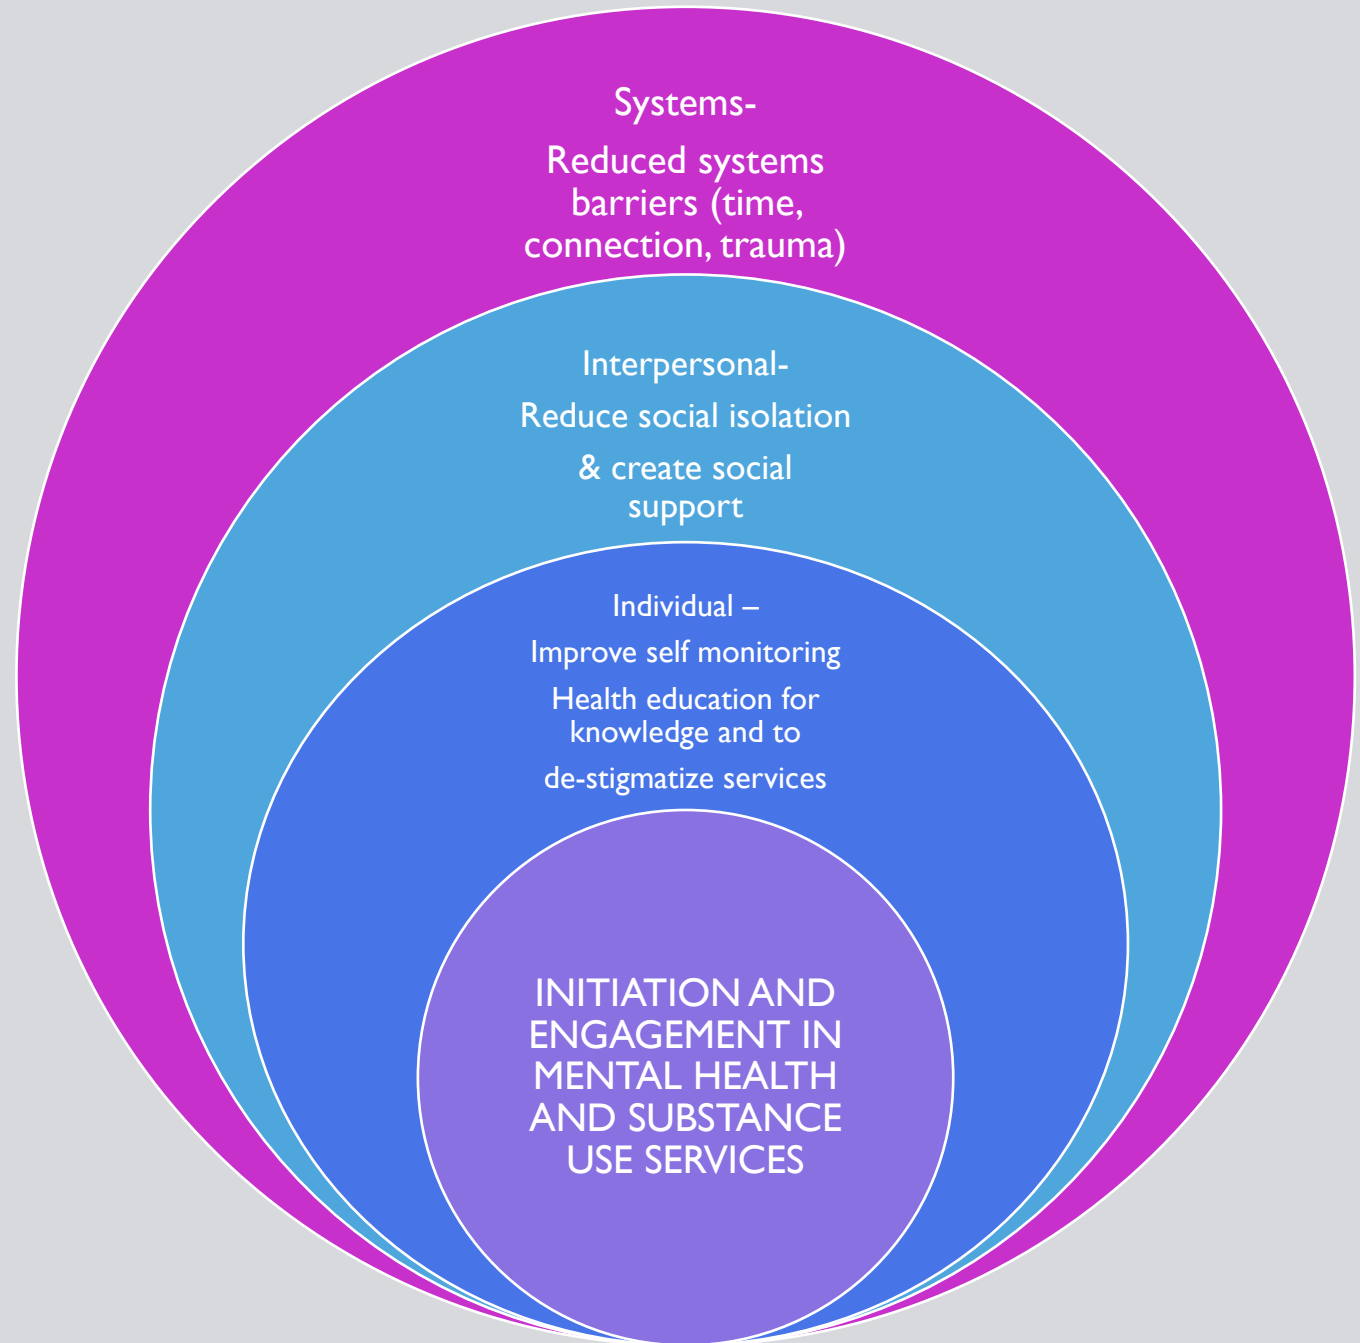 Systems-
Reduced systems
barriers (time,
connection, trauma)
Interpersonal-
Reduce social isolation
& create social
support
Individual –
Improve self monitoring
Health education for
knowledge and to
de-stigmatize services
INITIATION AND
ENGAGEMENT IN
MENTAL HEALTH
AND SUBSTANCE
USE SERVICES